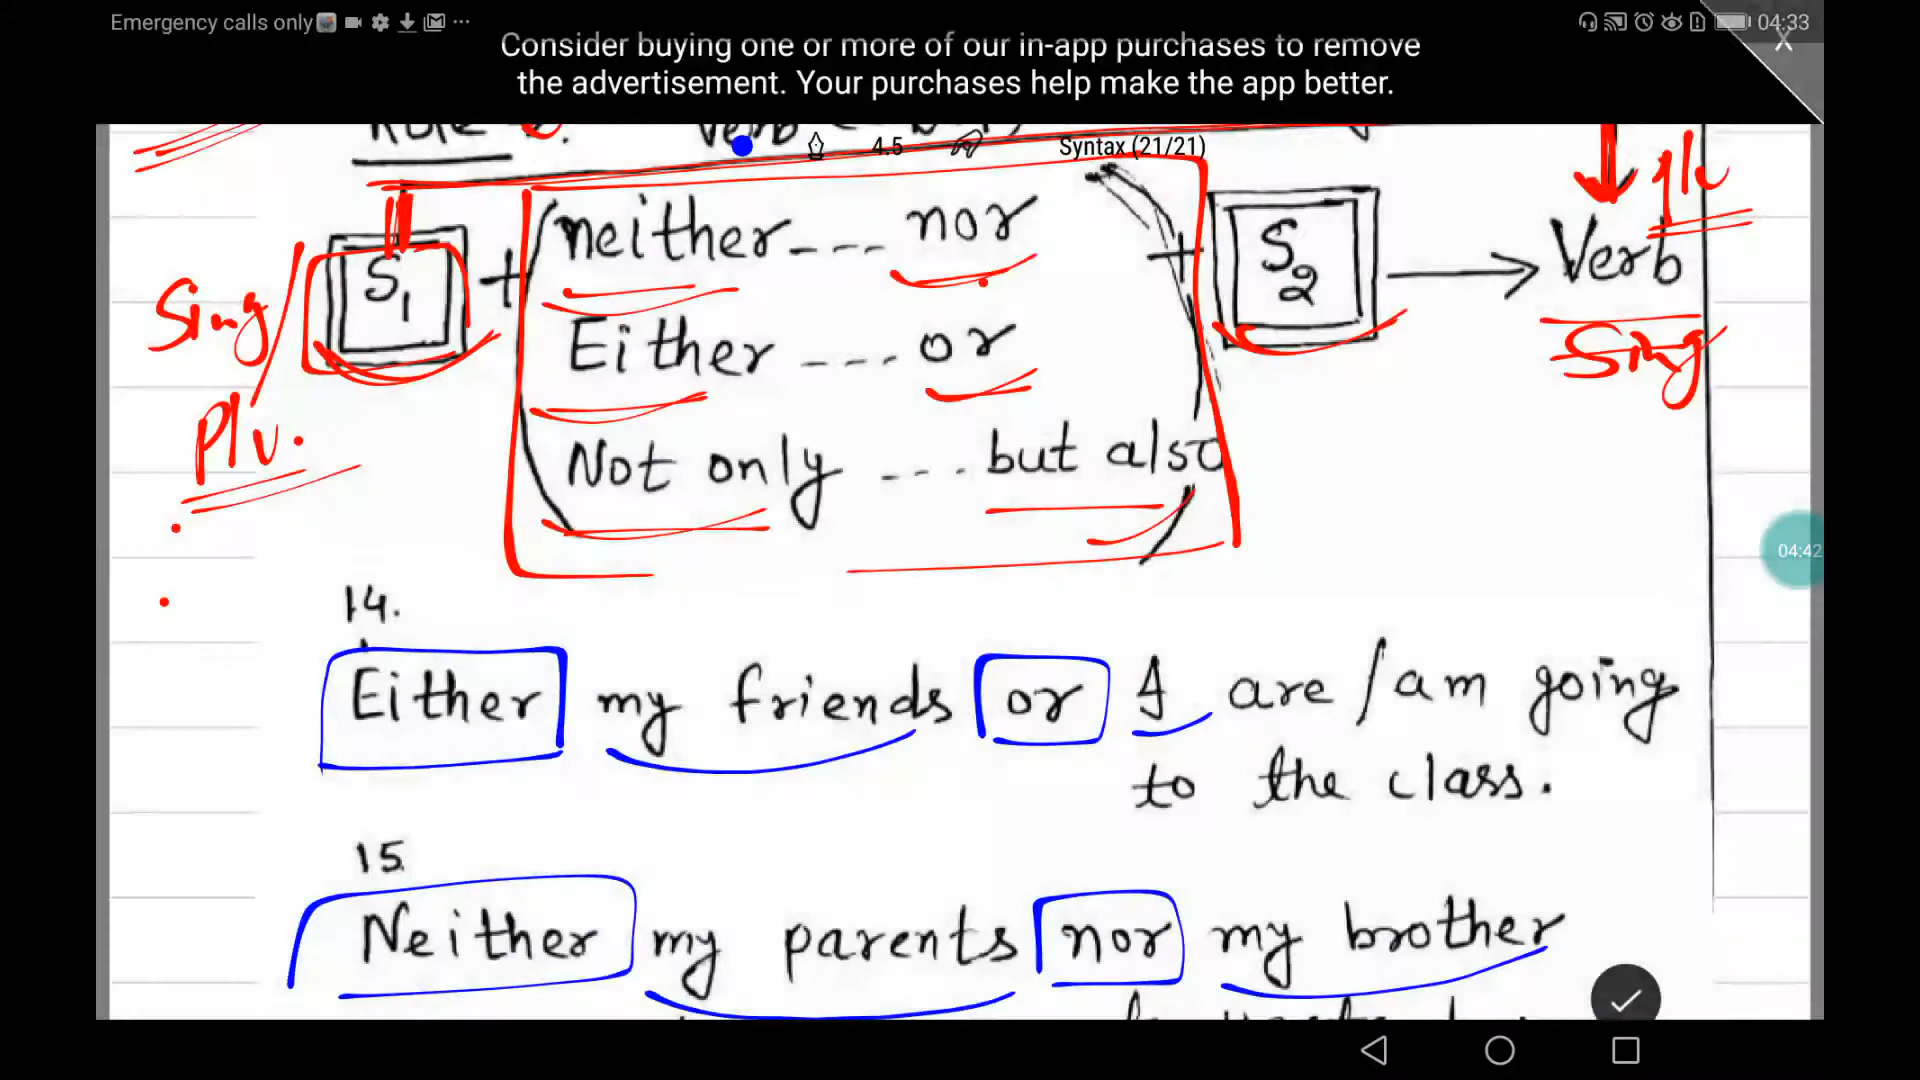 Emergency calls only ... 04:33
Consider buying one or more of our in-app purchases to remove
the advertisement. Your purchases help make the app better.
X
4.5 Syntax (21/21)
Sing/
Plu.
S1 + neither --- nor + S2 → Verb
Either --- or
Not only --- but also
Sing
04:42
14.
Either my friends or I are/am going
to the class.
15
Neither my parents nor my brother